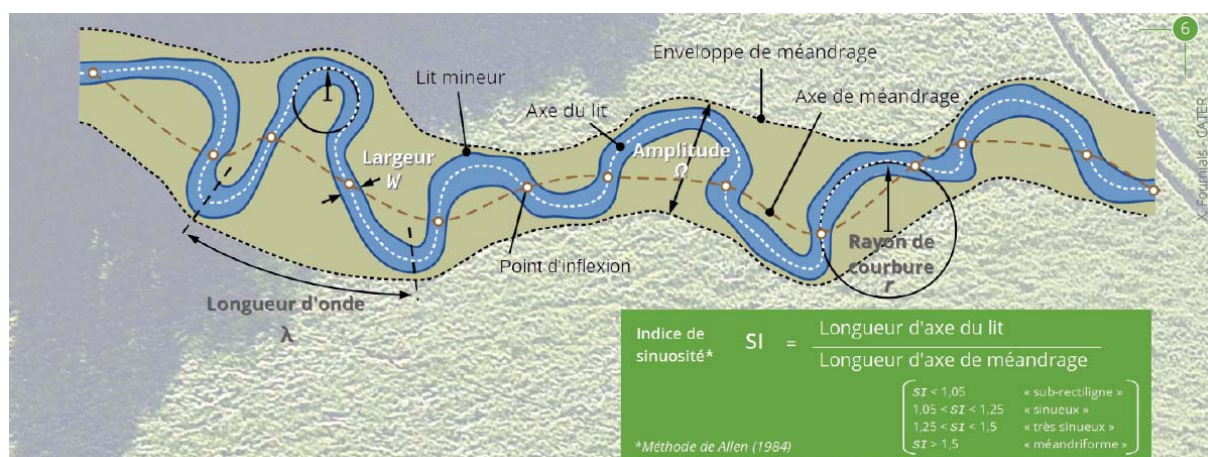 6
Enveloppe de méandrage
Lit mineur
Axe de méandrage
Axe du lit
Largeur
W
Amplitude
Ω
Point d'inflexion
Rayon de
courbure
r
Longueur d'onde
λ
X. Fournials - CATER
Indice de
sinuosité*
SI =
Longueur d'axe du lit
Longueur d'axe de méandrage
SI < 1,05 « sub-rectiligne »
1,05 < SI < 1,25 « sinueux »
1,25 < SI < 1,5 « très sinueux »
SI > 1,5 « méandriforme »
*Méthode de Allen (1984)